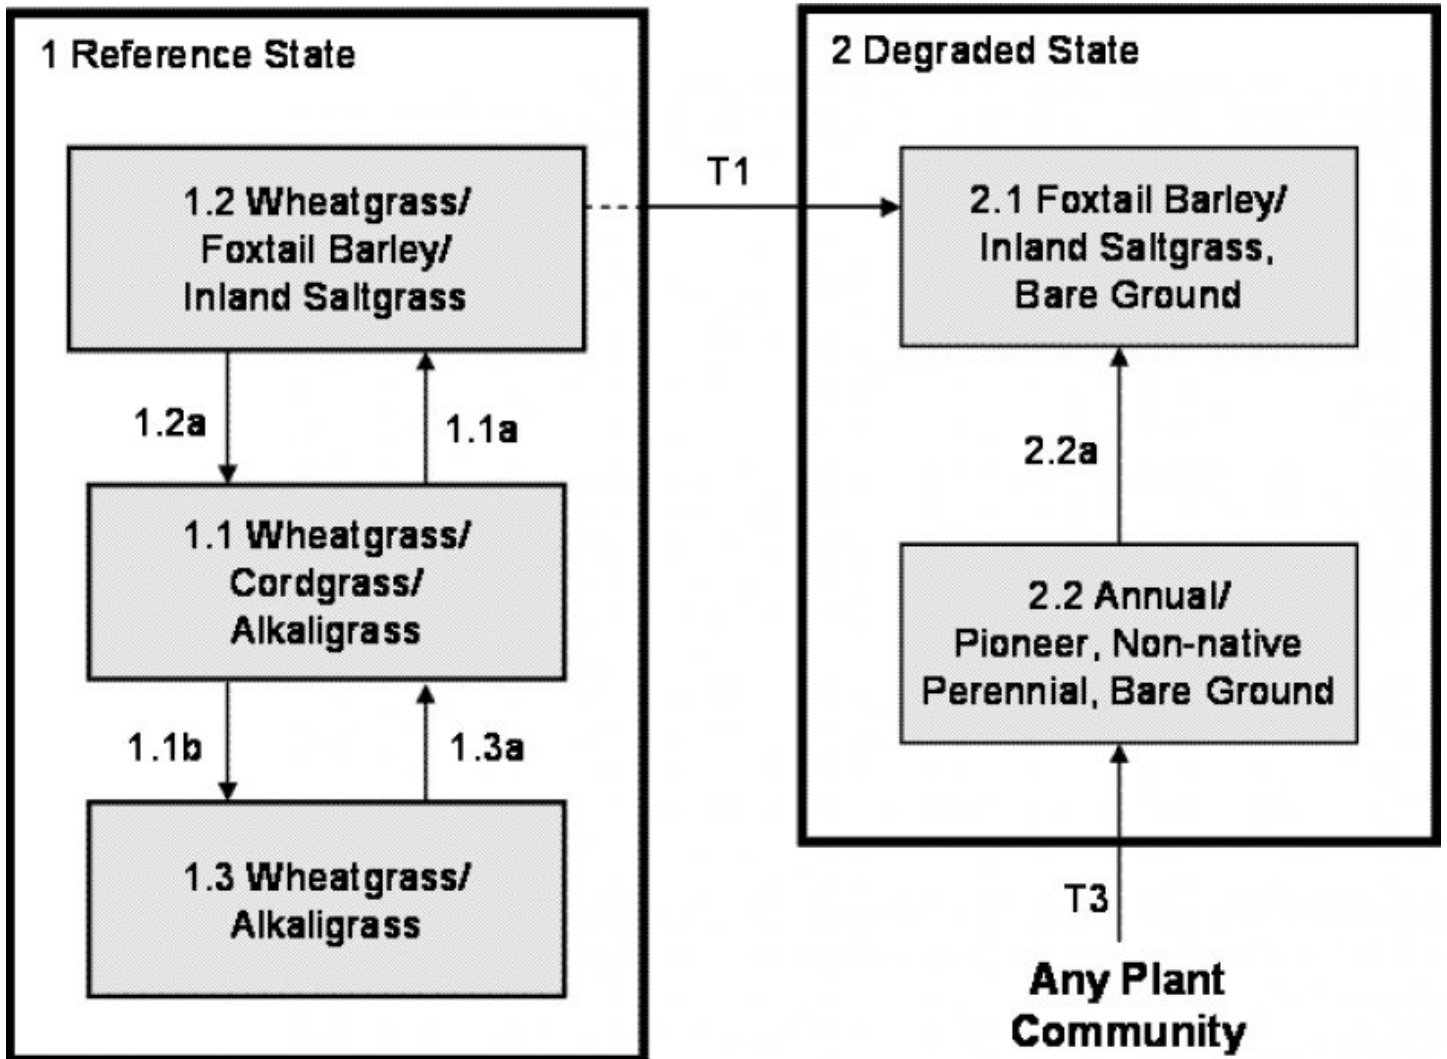 1 Reference State
1.2 Wheatgrass/
Foxtail Barley/
Inland Saltgrass
1.2a
1.1a
1.1 Wheatgrass/
Cordgrass/
Alkaligrass
1.1b
1.3a
1.3 Wheatgrass/
Alkaligrass
T1
2 Degraded State
2.1 Foxtail Barley/
Inland Saltgrass,
Bare Ground
2.2a
2.2 Annual/
Pioneer, Non-native
Perennial, Bare Ground
T3
Any Plant
Community